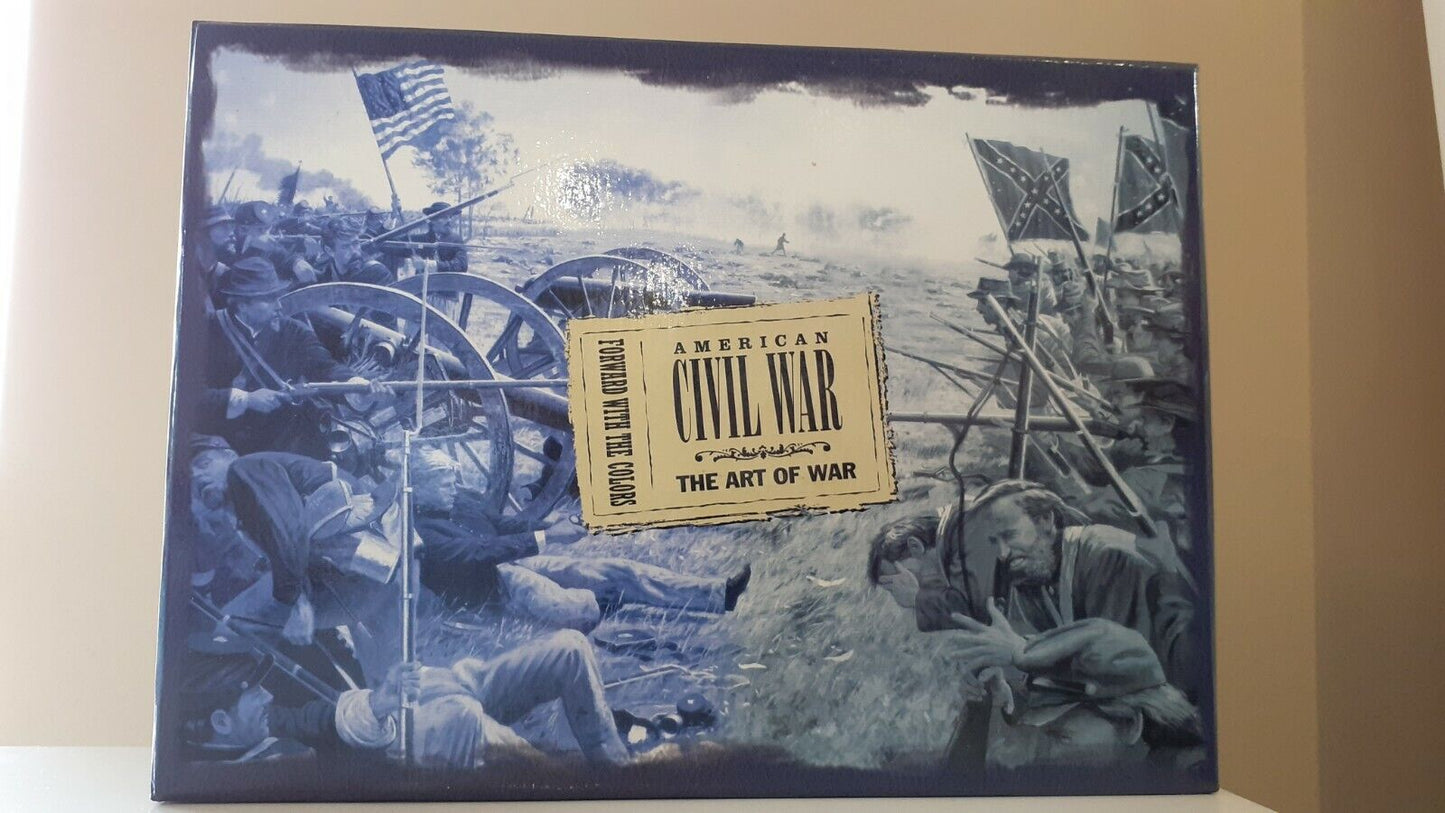 FORWARD WITH THE COLORS
AMERICAN
CIVIL WAR
THE ART OF WAR